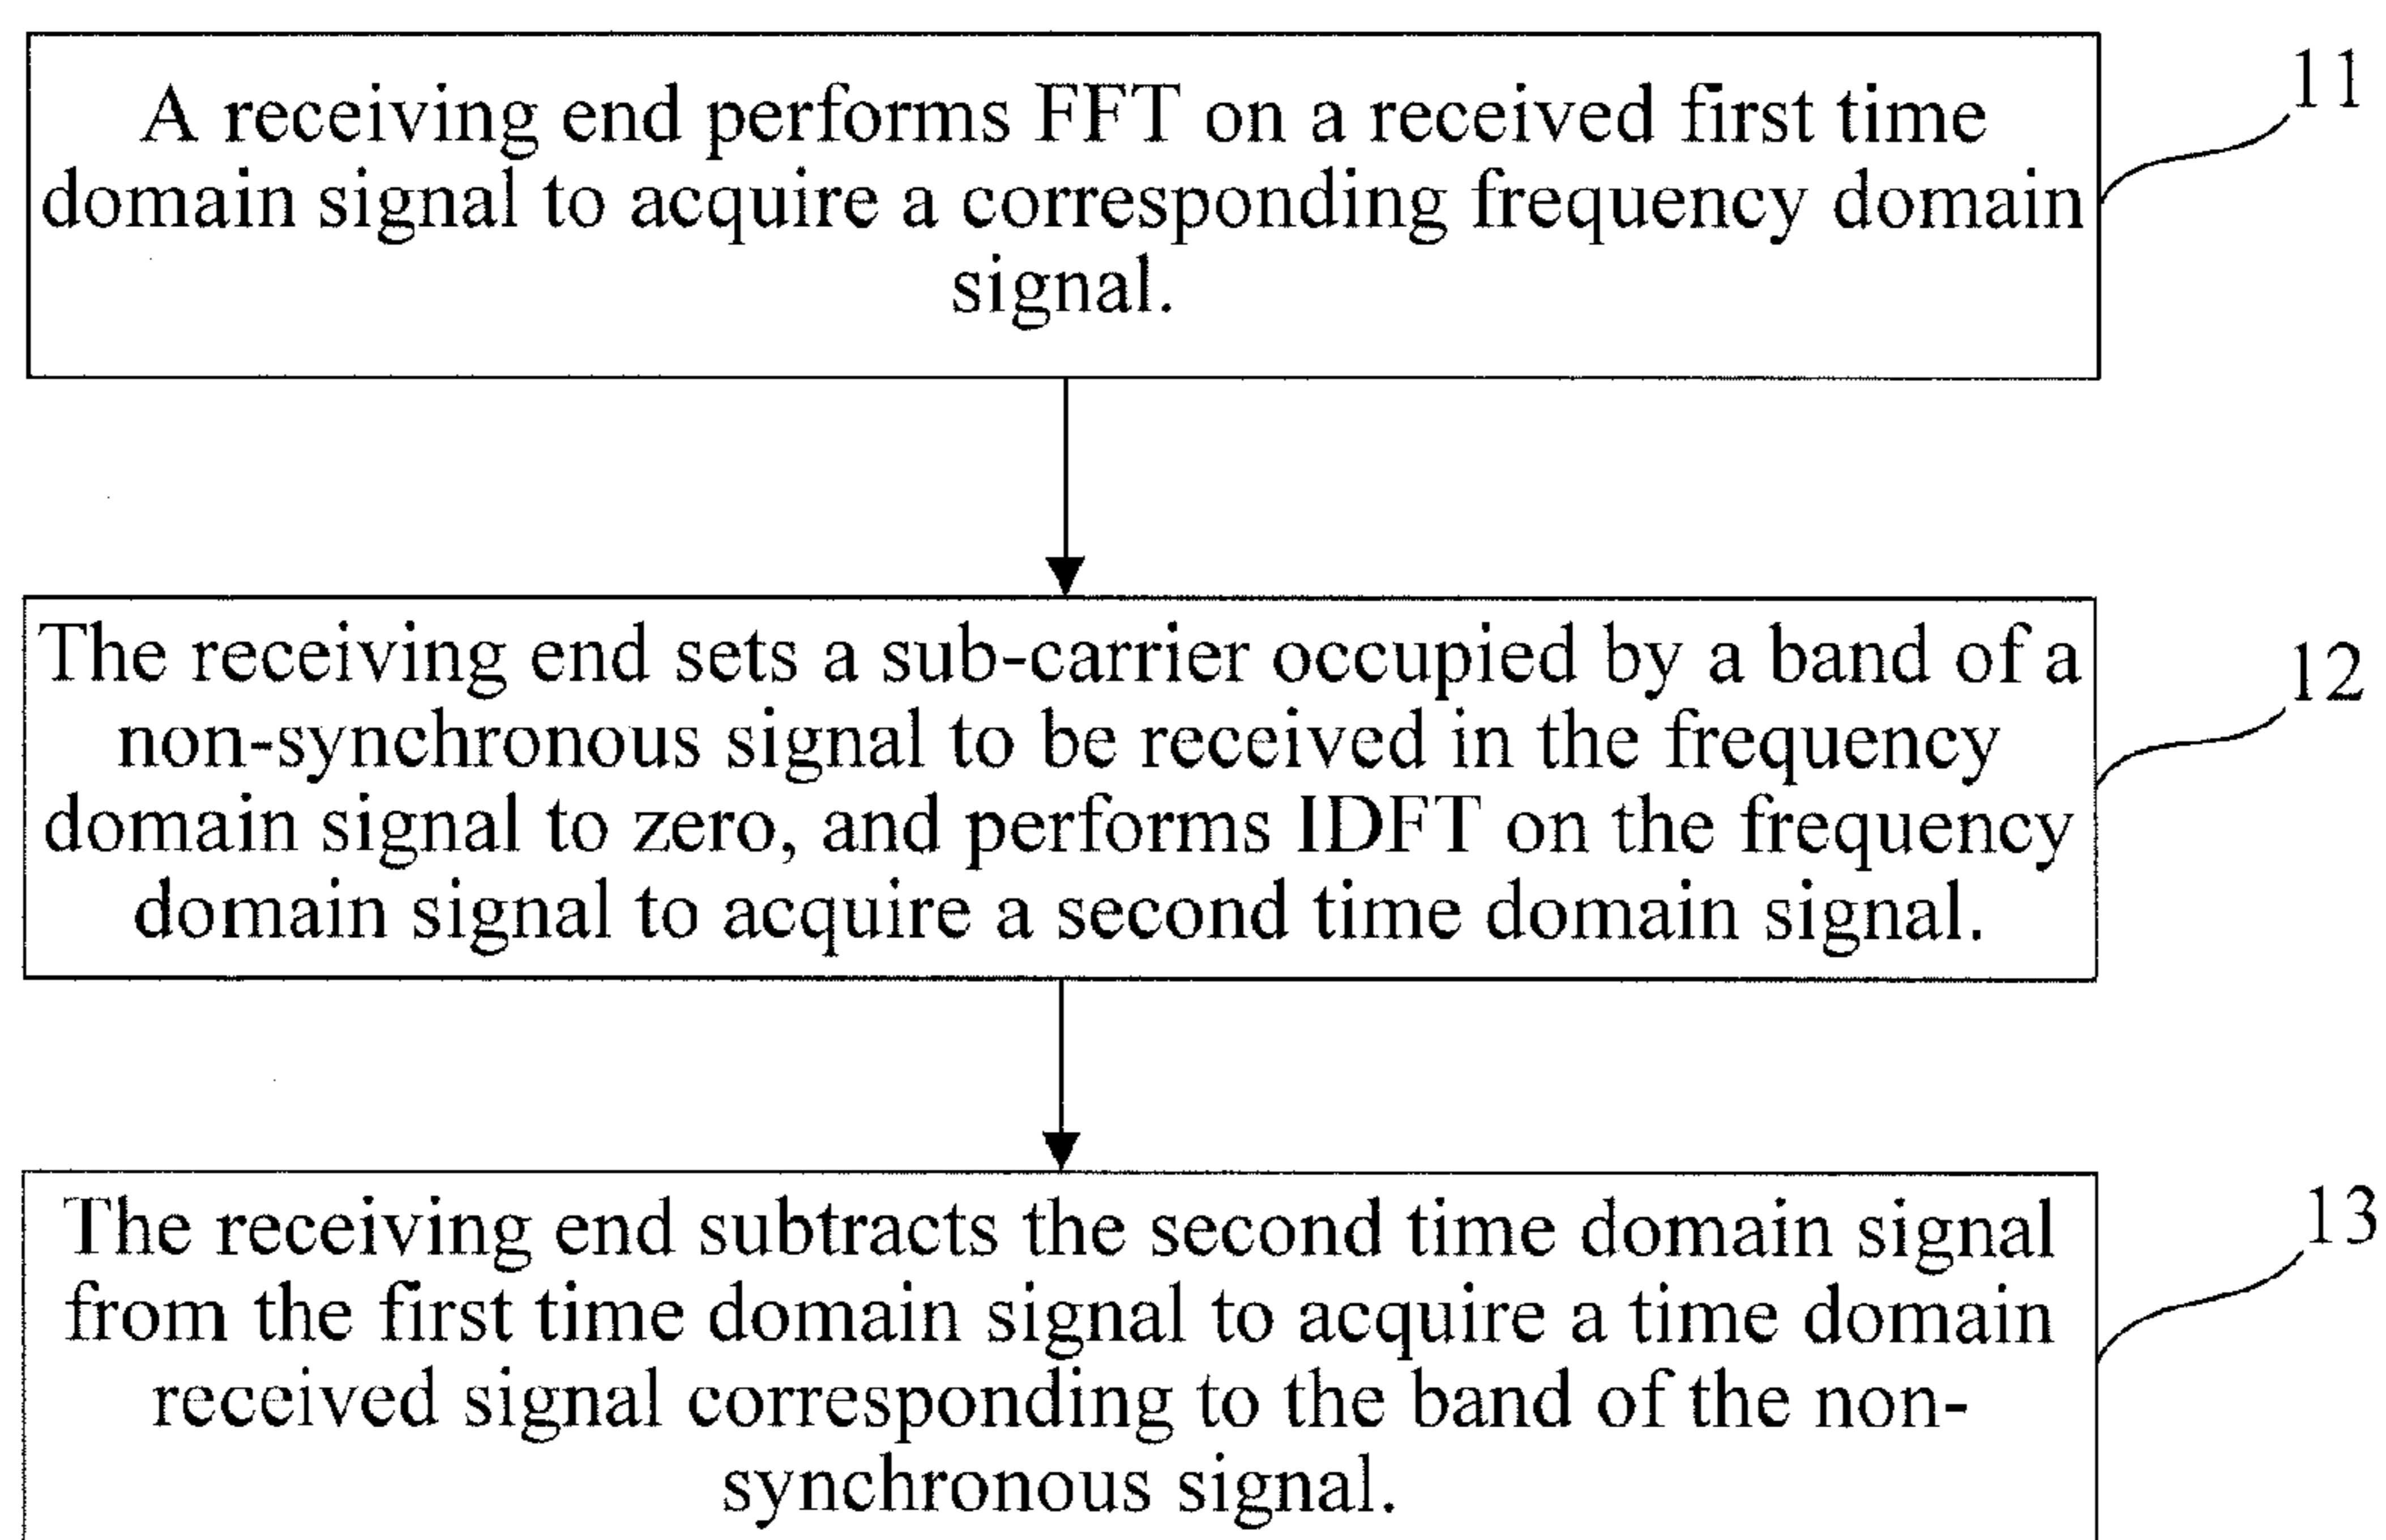 A receiving end performs FFT on a received first time
domain signal to acquire a corresponding frequency domain
signal.
11
The receiving end sets a sub-carrier occupied by a band of a
non-synchronous signal to be received in the frequency
domain signal to zero, and performs IDFT on the frequency
domain signal to acquire a second time domain signal.
12
The receiving end subtracts the second time domain signal
from the first time domain signal to acquire a time domain
received signal corresponding to the band of the non-
synchronous signal.
13